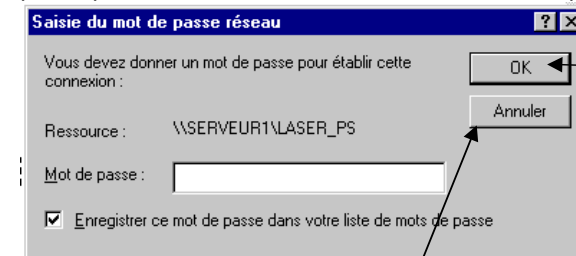 Saisie du mot de passe réseau
Vous devez donner un mot de passe pour établir cette
connexion :
OK
Annuler
Ressource : \\SERVEUR1\LASER_PS
Mot de passe :
Enregistrer ce mot de passe dans votre liste de mots de passe